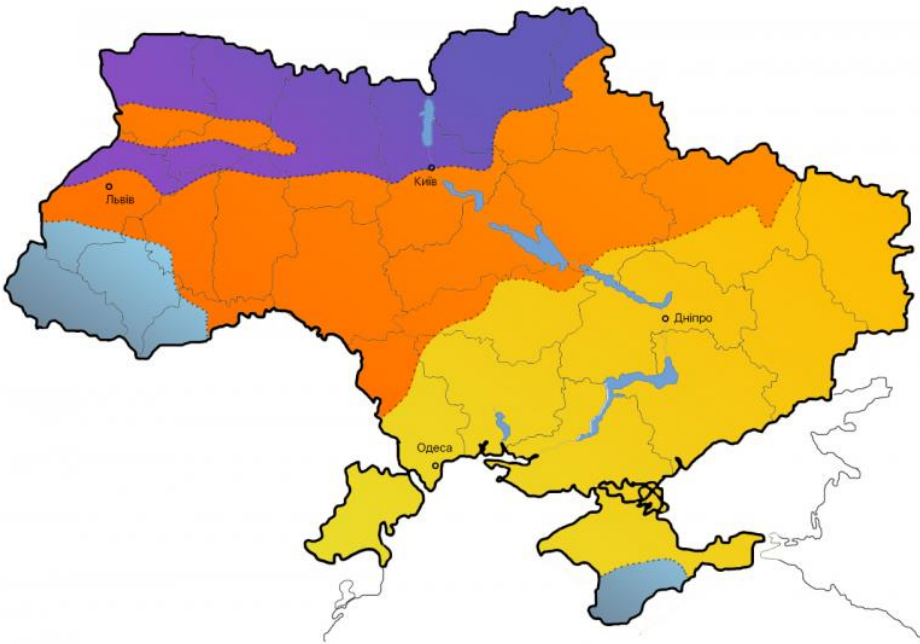 Київ
Львів
Дніпро
Одеса